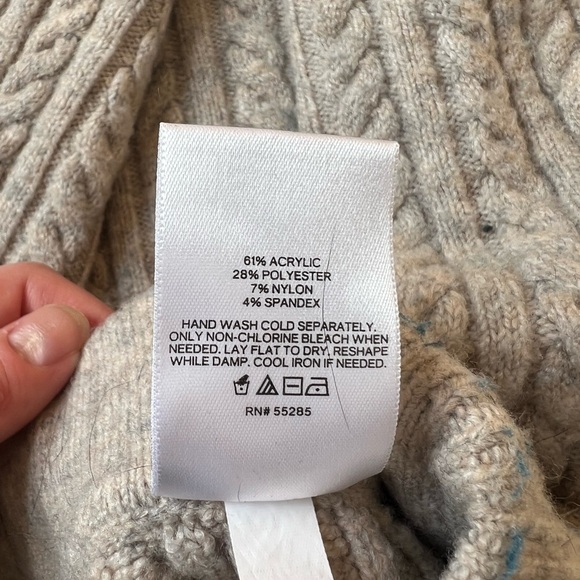 61% ACRYLIC
28% POLYESTER
7% NYLON
4% SPANDEX
HAND WASH COLD SEPARATELY.
ONLY NON-CHLORINE BLEACH WHEN
NEEDED. LAY FLAT TO DRY, RESHAPE
WHILE DAMP. COOL IRON IF NEEDED.
RN# 55285